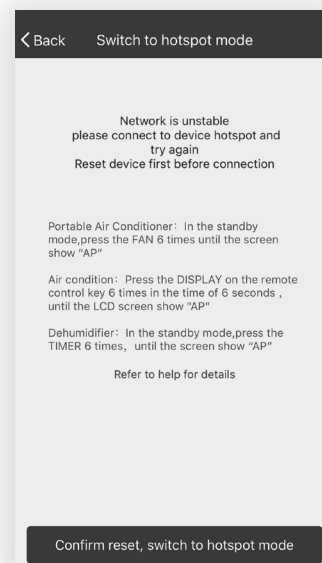 Back Switch to hotspot mode
Network is unstable
please connect to device hotspot and
try again
Reset device first before connection
Portable Air Conditioner：In the standby
mode,press the FAN 6 times until the screen
show "AP"
Air condition：Press the DISPLAY on the remote
control key 6 times in the time of 6 seconds ,
until the LCD screen show "AP"
Dehumidifier：In the standby mode,press the
TIMER 6 times，until the screen show "AP"
Refer to help for details
Confirm reset, switch to hotspot mode